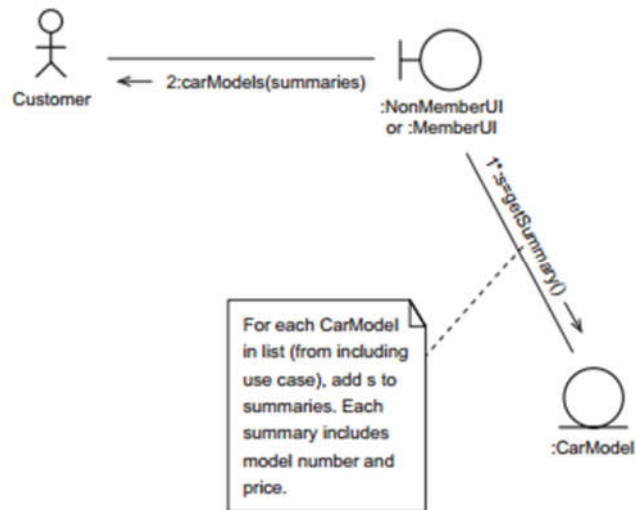 Customer
2:carModels(summaries)
:NonMemberUI
or :MemberUI
1*:s=getSummary()
For each CarModel
in list (from including
use case), add s to
summaries. Each
summary includes
model number and
price.
:CarModel